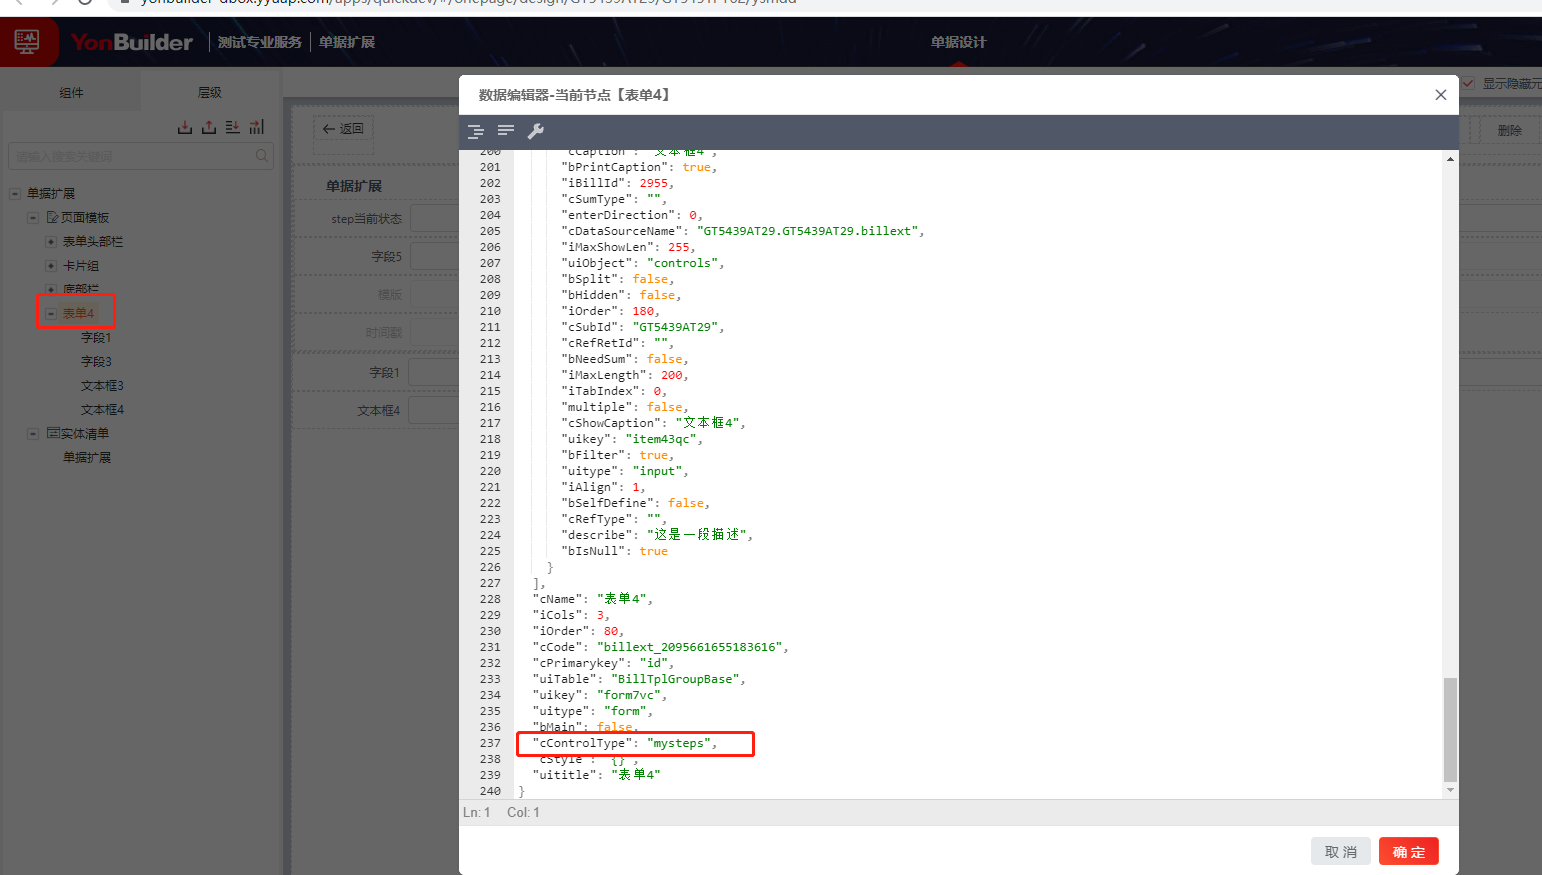 YonBuilder 测试专业服务 单据扩展 单据设计
组件 层级
显示隐藏元
请输入搜索关键词
返回
删除
单据扩展
页面模板
表单头部栏
卡片组
底部栏
表单4
字段1
字段3
文本框3
文本框4
实体清单
单据扩展
单据扩展
step当前状态
字段5
模版
时间戳
字段1
文本框4
数据编辑器-当前节点【表单4】
200 "cCaption": "文本框4",
201 "bPrintCaption": true,
202 "iBillId": 2955,
203 "cSumType": "",
204 "enterDirection": 0,
205 "cDataSourceName": "GT5439AT29.GT5439AT29.billext",
206 "iMaxShowLen": 255,
207 "uiObject": "controls",
208 "bSplit": false,
209 "bHidden": false,
210 "iOrder": 180,
211 "cSubId": "GT5439AT29",
212 "cRefRetId": "",
213 "bNeedSum": false,
214 "iMaxLength": 200,
215 "iTabIndex": 0,
216 "multiple": false,
217 "cShowCaption": "文本框4",
218 "uikey": "item43qc",
219 "bFilter": true,
220 "uitype": "input",
221 "iAlign": 1,
222 "bSelfDefine": false,
223 "cRefType": "",
224 "describe": "这是一段描述",
225 "bIsNull": true
226 }
227 ],
228 "cName": "表单4",
229 "iCols": 3,
230 "iOrder": 80,
231 "cCode": "billext_2095661655183616",
232 "cPrimarykey": "id",
233 "uiTable": "BillTplGroupBase",
234 "uikey": "form7vc",
235 "uitype": "form",
236 "bMain": false,
237 "cControlType": "mysteps",
238 "cStyle": "{}",
239 "uititle": "表单4"
240 }
Ln: 1 Col: 1
取消 确定